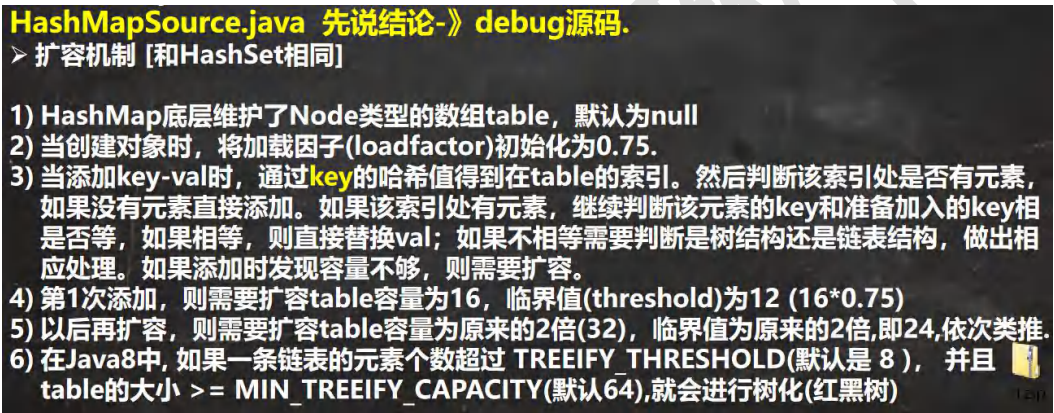 HashMapSource.java 先说结论-》debug源码.
➢ 扩容机制 [和HashSet相同]
1) HashMap底层维护了Node类型的数组table，默认为null
2) 当创建对象时，将加载因子(loadfactor)初始化为0.75.
3) 当添加key-val时，通过key的哈希值得到在table的索引。然后判断该索引处是否有元素，
如果没有元素直接添加。如果该索引处有元素，继续判断该元素的key和准备加入的key相
是否等，如果相等，则直接替换val；如果不相等需要判断是树结构还是链表结构，做出相
应处理。如果添加时发现容量不够，则需要扩容。
4) 第1次添加，则需要扩容table容量为16，临界值(threshold)为12 (16*0.75)
5) 以后再扩容，则需要扩容table容量为原来的2倍(32)，临界值为原来的2倍,即24,依次类推.
6) 在Java8中, 如果一条链表的元素个数超过 TREEIFY_THRESHOLD(默认是 8 )， 并且
table的大小 >= MIN_TREEIFY_CAPACITY(默认64),就会进行树化(红黑树)